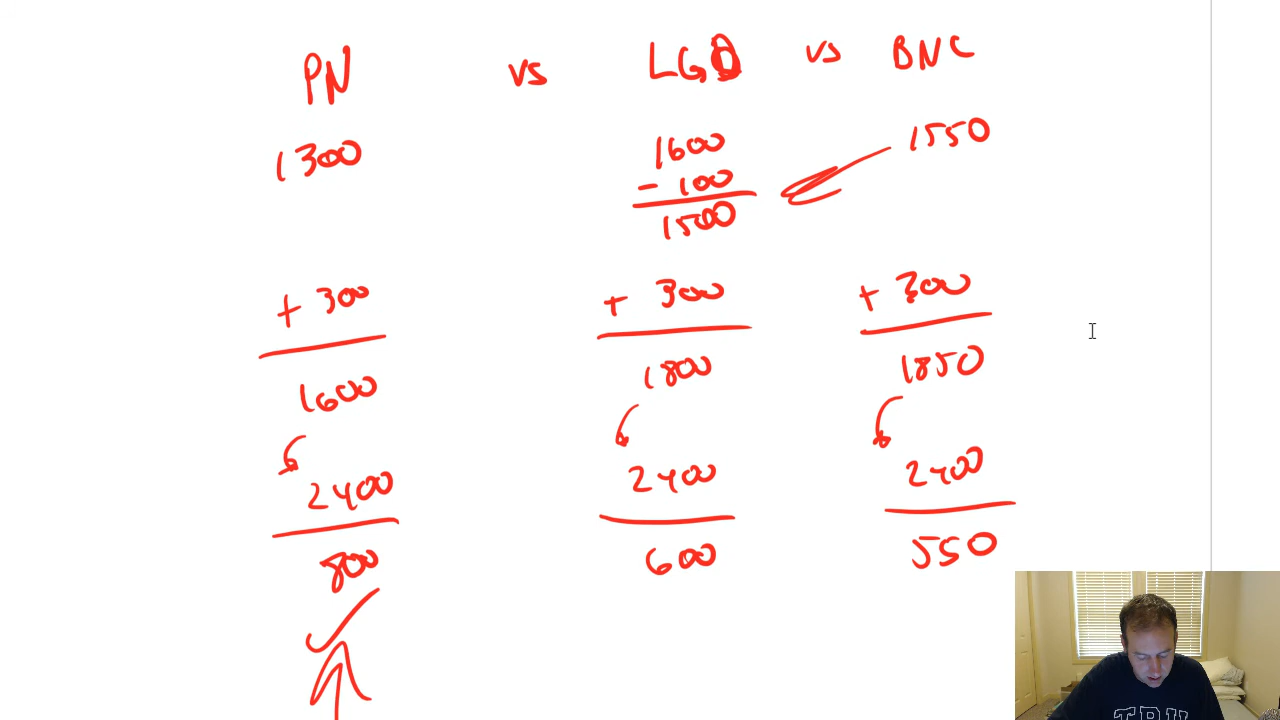 PN vs LGD vs BNC
1300 1600 1550
- 100
1500
+ 300 + 300 + 300
1600 1800 1850
2400 2400 2400
800 600 550